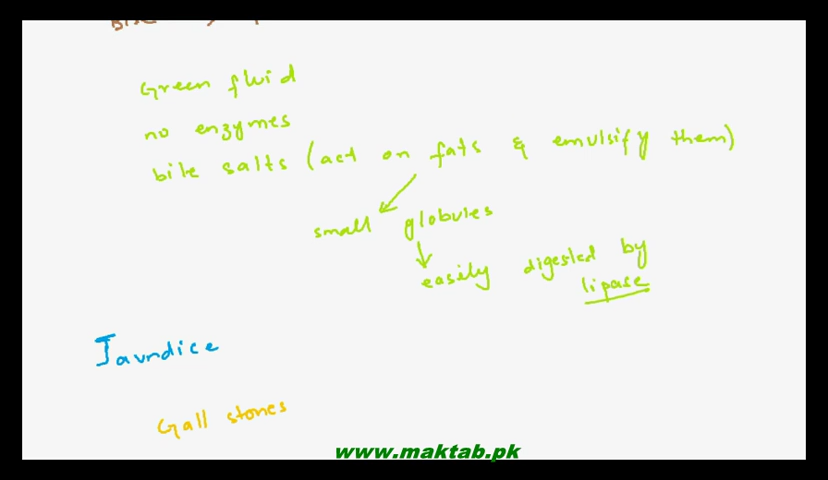 Green fluid
no enzymes
bile salts (act on fats & emulsify them)
small globules
easily digested by
lipase
Jaundice
Gall stones
www.maktab.pk